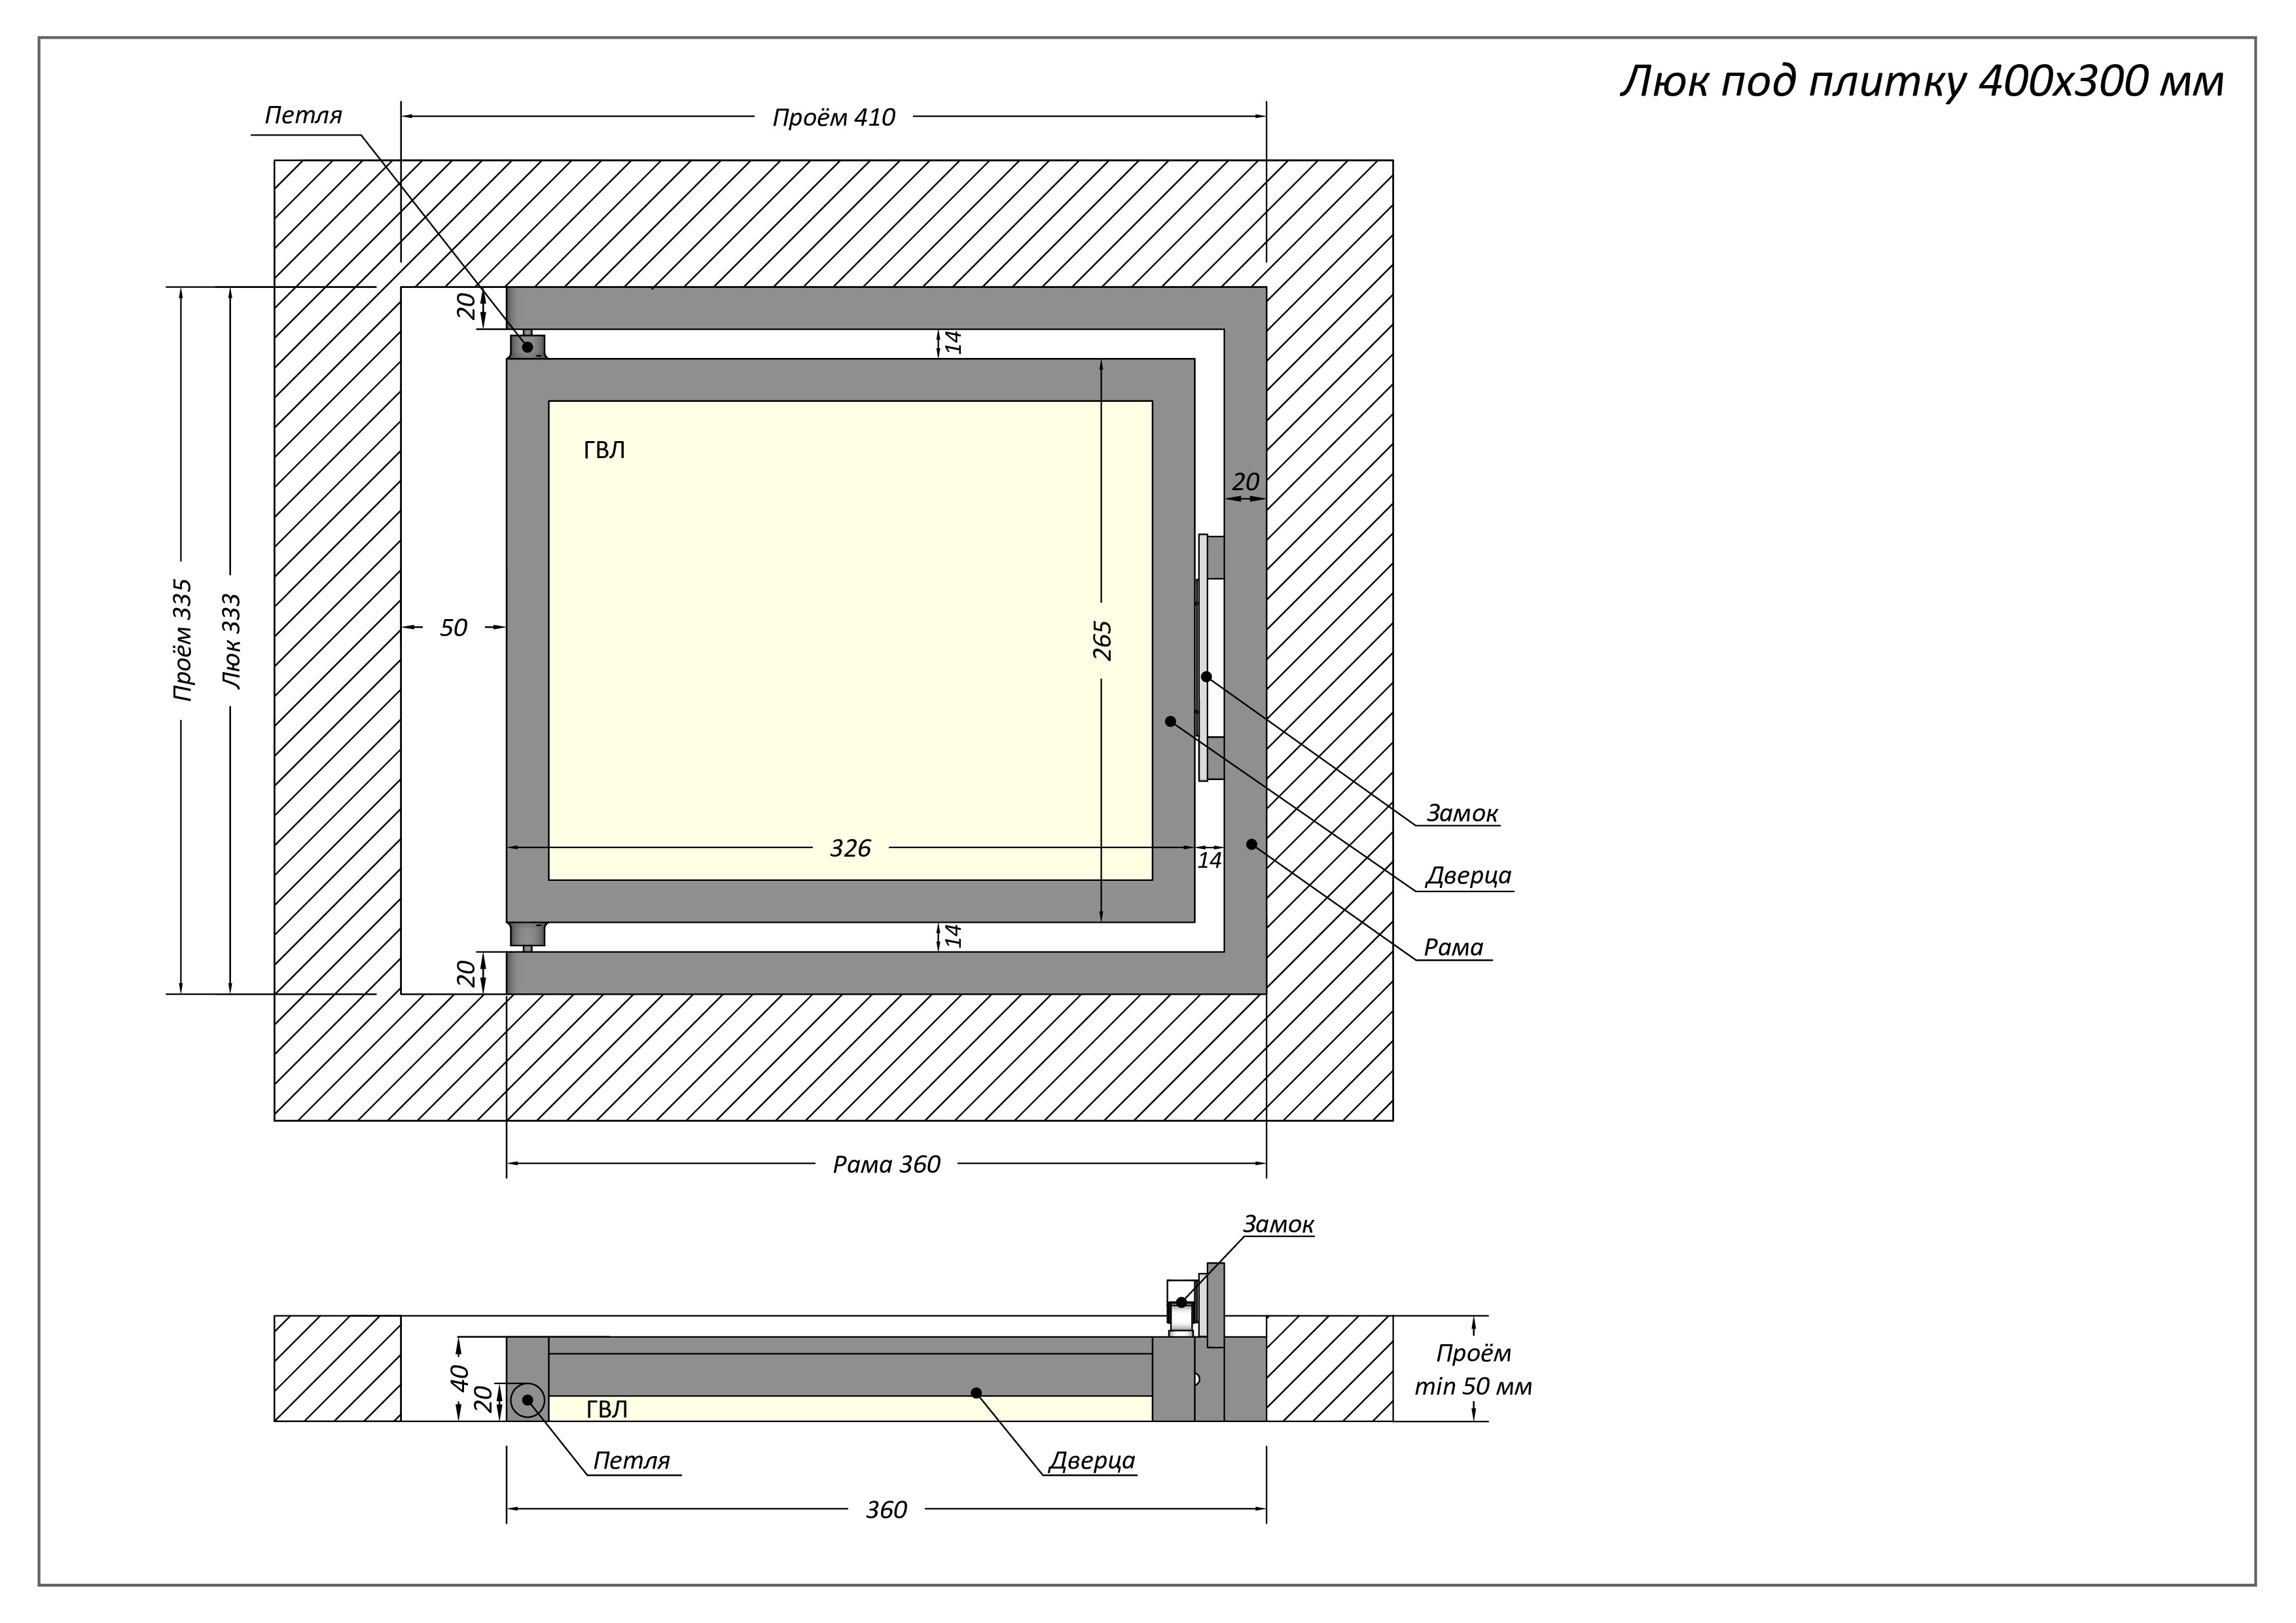 Люк под плитку 400х300 мм
Петля
Проём 410
20
14
ГВЛ
20
Проём 335
Люк 333
50
265
Замок
326
14
Дверца
14
Рама
20
Рама 360
Замок
Проём
min 50 мм
40
20
ГВЛ
Петля
Дверца
360